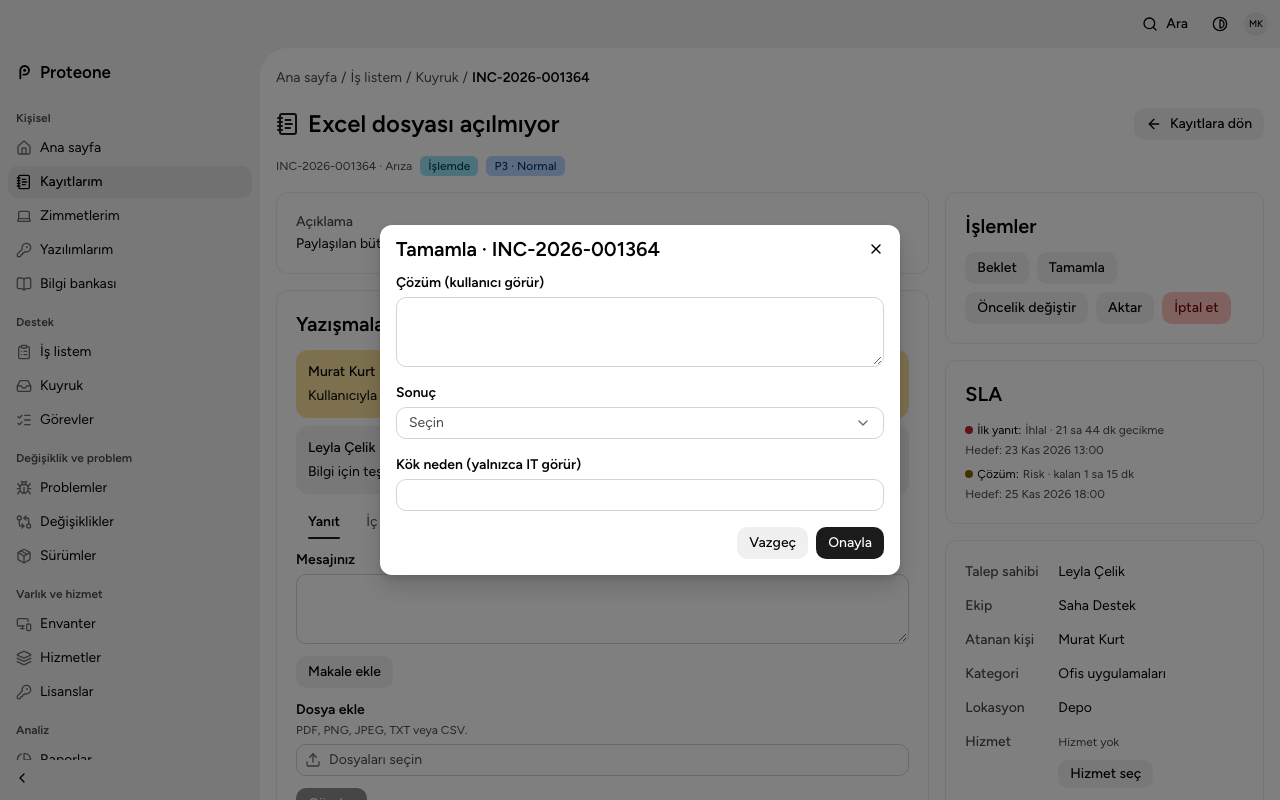 Ara
MK
Proteone
Kişisel
Ana sayfa
Kayıtlarım
Zimmetlerim
Yazılımlarım
Bilgi bankası
Destek
İş listem
Kuyruk
Görevler
Değişiklik ve problem
Problemler
Değişiklikler
Sürümler
Varlık ve hizmet
Envanter
Hizmetler
Lisanslar
Analiz
Raporlar
Ana sayfa / İş listem / Kuyruk / INC-2026-001364
Excel dosyası açılmıyor
Kayıtlara dön
INC-2026-001364 · Arıza
İşlemde
P3 · Normal
Açıklama
Paylaşılan
Murat Kurt
Kullanıcıyla
Leyla Çelik
Bilgi için
Yanıt
İç
Mesajınız
Makale ekle
Dosya ekle
PDF, PNG, JPEG, TXT veya CSV.
Dosyaları seçin
Tamamla · INC-2026-001364
Çözüm (kullanıcı görür)
Sonuç
Seçin
Kök neden (yalnızca IT görür)
Vazgeç
Onayla
İşlemler
Beklet
Tamamla
Öncelik değiştir
Aktar
İptal et
SLA
İlk yanıt: İhlal · 21 sa 44 dk gecikme
Hedef: 23 Kas 2026 13:00
Çözüm: Risk · kalan 1 sa 15 dk
Hedef: 25 Kas 2026 18:00
Talep sahibi Leyla Çelik
Ekip Saha Destek
Atanan kişi Murat Kurt
Kategori Ofis uygulamaları
Lokasyon Depo
Hizmet Hizmet yok
Hizmet seç